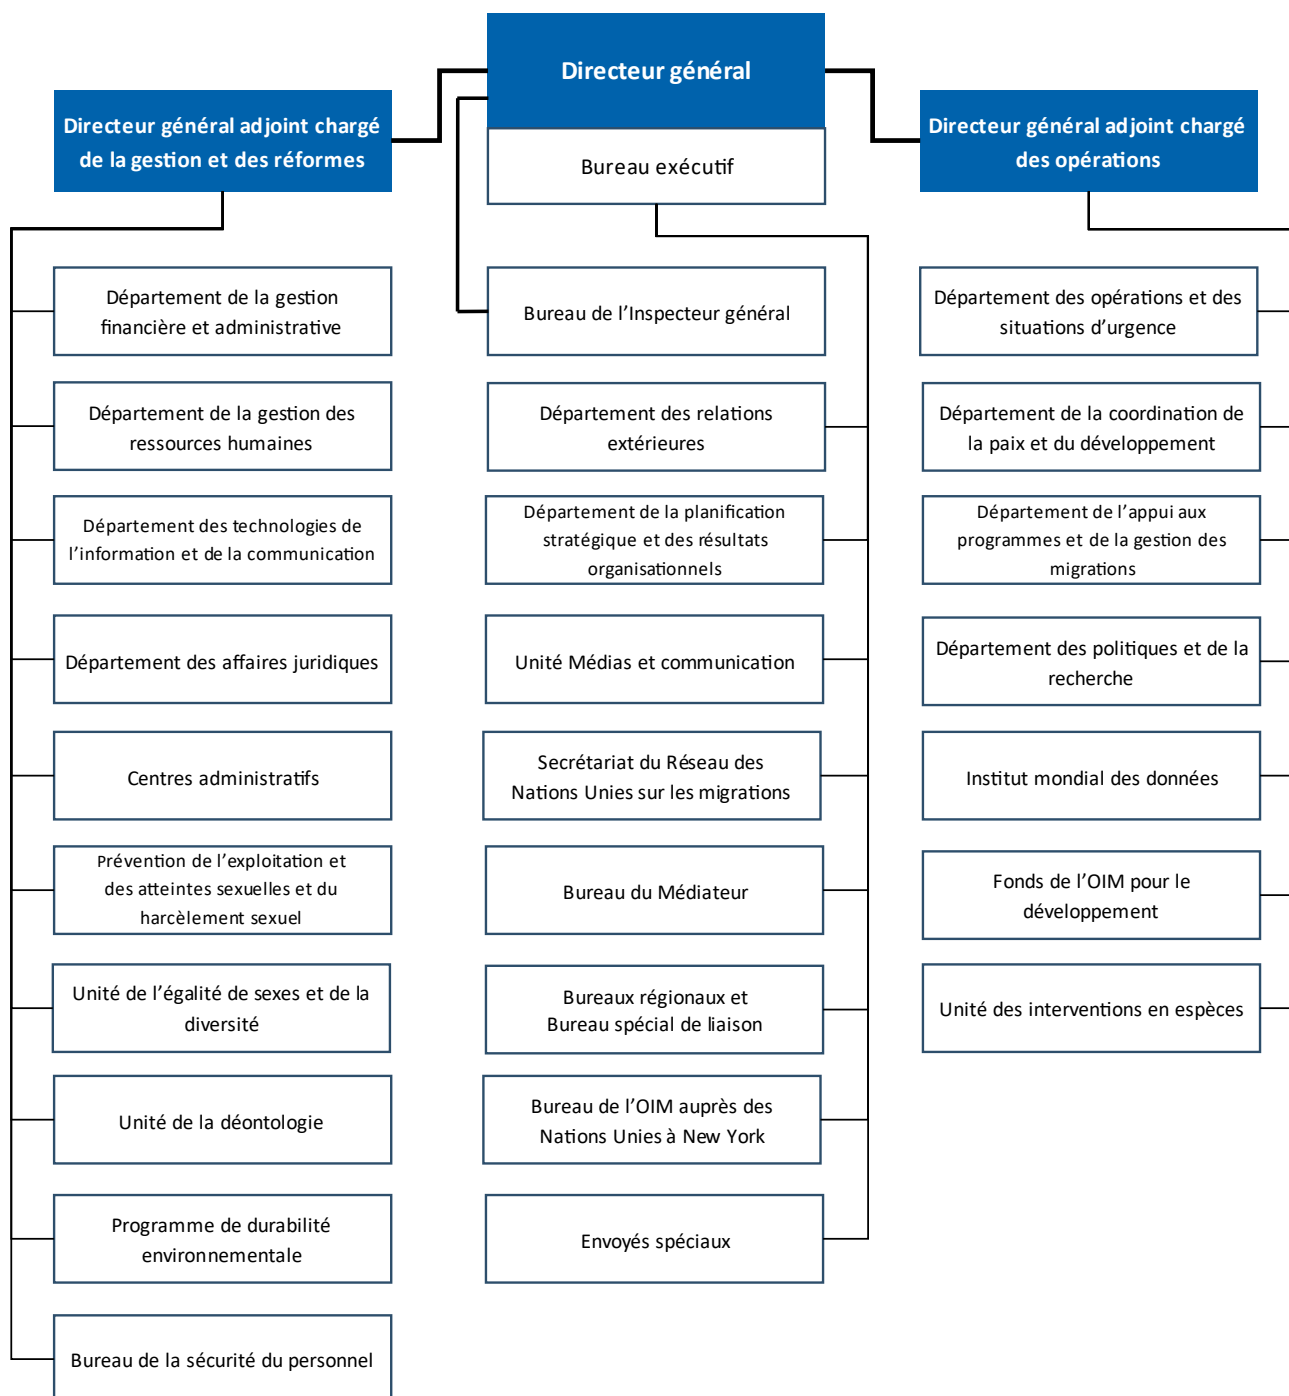 Directeur général
Bureau exécutif
Directeur général adjoint chargé
de la gestion et des réformes
Directeur général adjoint chargé
des opérations
Département de la gestion
financière et administrative
Département de la gestion des
ressources humaines
Département des technologies de
l’information et de la communication
Département des affaires juridiques
Centres administratifs
Prévention de l’exploitation et
des atteintes sexuelles et du
harcèlement sexuel
Unité de l’égalité de sexes et de la
diversité
Unité de la déontologie
Programme de durabilité
environnementale
Bureau de la sécurité du personnel
Bureau de l’Inspecteur général
Département des relations
extérieures
Département de la planification
stratégique et des résultats
organisationnels
Unité Médias et communication
Secrétariat du Réseau des
Nations Unies sur les migrations
Bureau du Médiateur
Bureaux régionaux et
Bureau spécial de liaison
Bureau de l’OIM auprès des
Nations Unies à New York
Envoyés spéciaux
Département des opérations et des
situations d’urgence
Département de la coordination de
la paix et du développement
Département de l’appui aux
programmes et de la gestion des
migrations
Département des politiques et de la
recherche
Institut mondial des données
Fonds de l’OIM pour le
développement
Unité des interventions en espèces